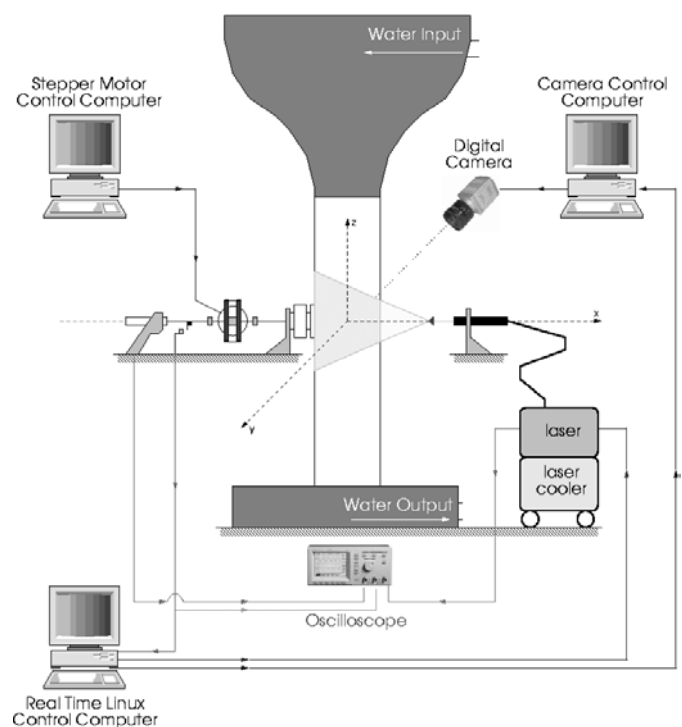 Water Input
Stepper Motor
Control Computer
Camera Control
Computer
Digital
Camera
z
x
y
laser
laser
cooler
Water Output
Oscilloscope
Real Time Linux
Control Computer